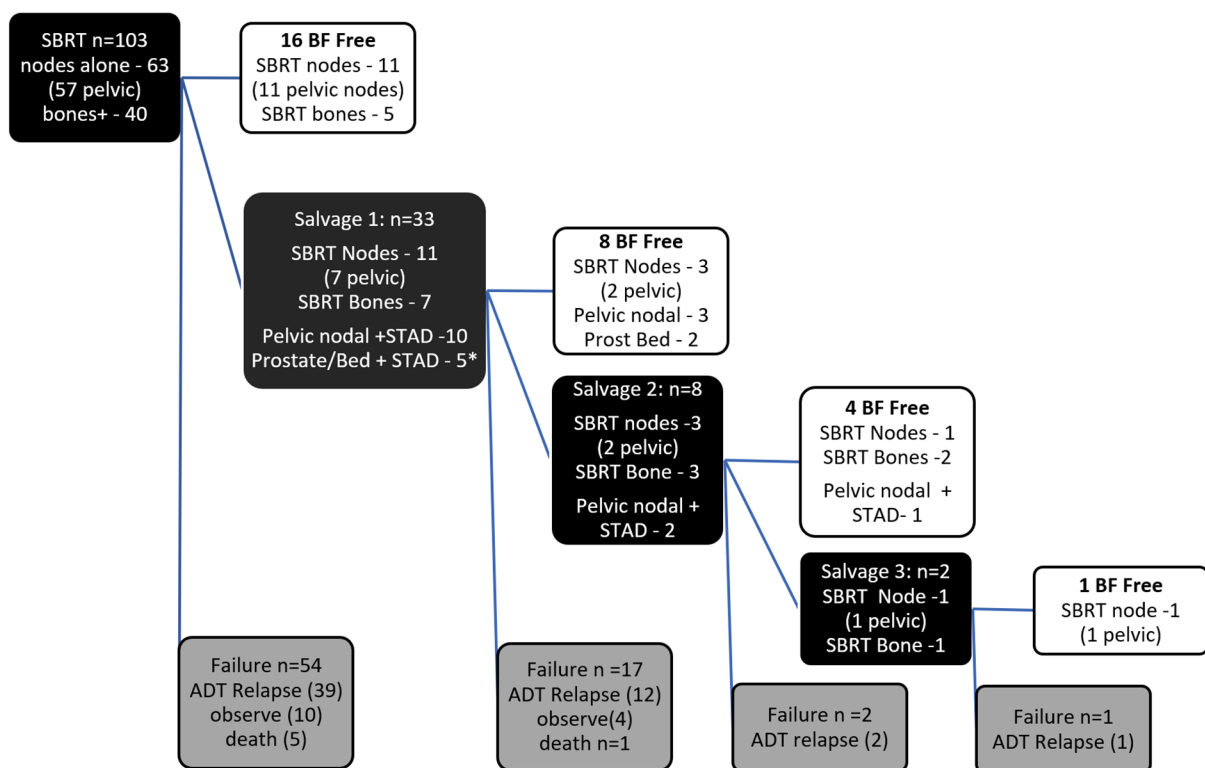 SBRT n=103
nodes alone - 63
(57 pelvic)
bones+ - 40
16 BF Free
SBRT nodes - 11
(11 pelvic nodes)
SBRT bones - 5
Salvage 1: n=33
SBRT Nodes - 11
(7 pelvic)
SBRT Bones - 7
Pelvic nodal +STAD -10
Prostate/Bed + STAD - 5*
8 BF Free
SBRT Nodes - 3
(2 pelvic)
Pelvic nodal - 3
Prost Bed - 2
Salvage 2: n=8
SBRT nodes -3
(2 pelvic)
SBRT Bone - 3
Pelvic nodal +
STAD - 2
4 BF Free
SBRT Nodes - 1
SBRT Bones -2
Pelvic nodal +
STAD- 1
Salvage 3: n=2
SBRT Node -1
(1 pelvic)
SBRT Bone -1
1 BF Free
SBRT node -1
(1 pelvic)
Failure n=54
ADT Relapse (39)
observe (10)
death (5)
Failure n =17
ADT Relapse (12)
observe(4)
death n=1
Failure n =2
ADT relapse (2)
Failure n=1
ADT Relapse (1)